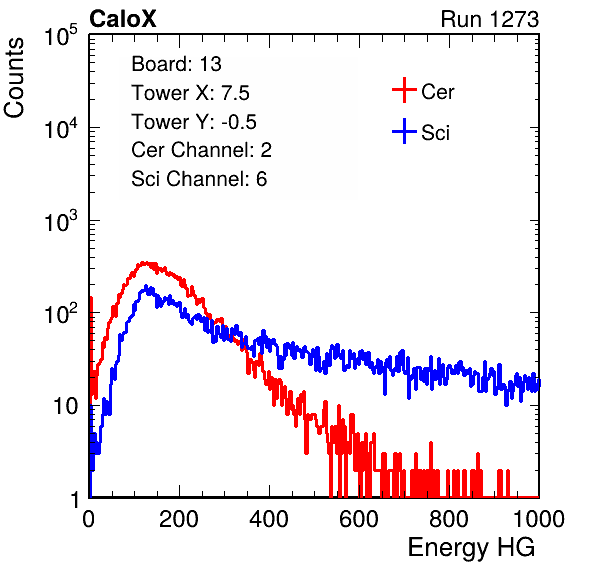 CaloX Run 1273
Counts
10^5
10^4
10^3
10^2
10
1
Board: 13
Tower X: 7.5
Tower Y: -0.5
Cer Channel: 2
Sci Channel: 6
Cer
Sci
0 200 400 600 800 1000
Energy HG